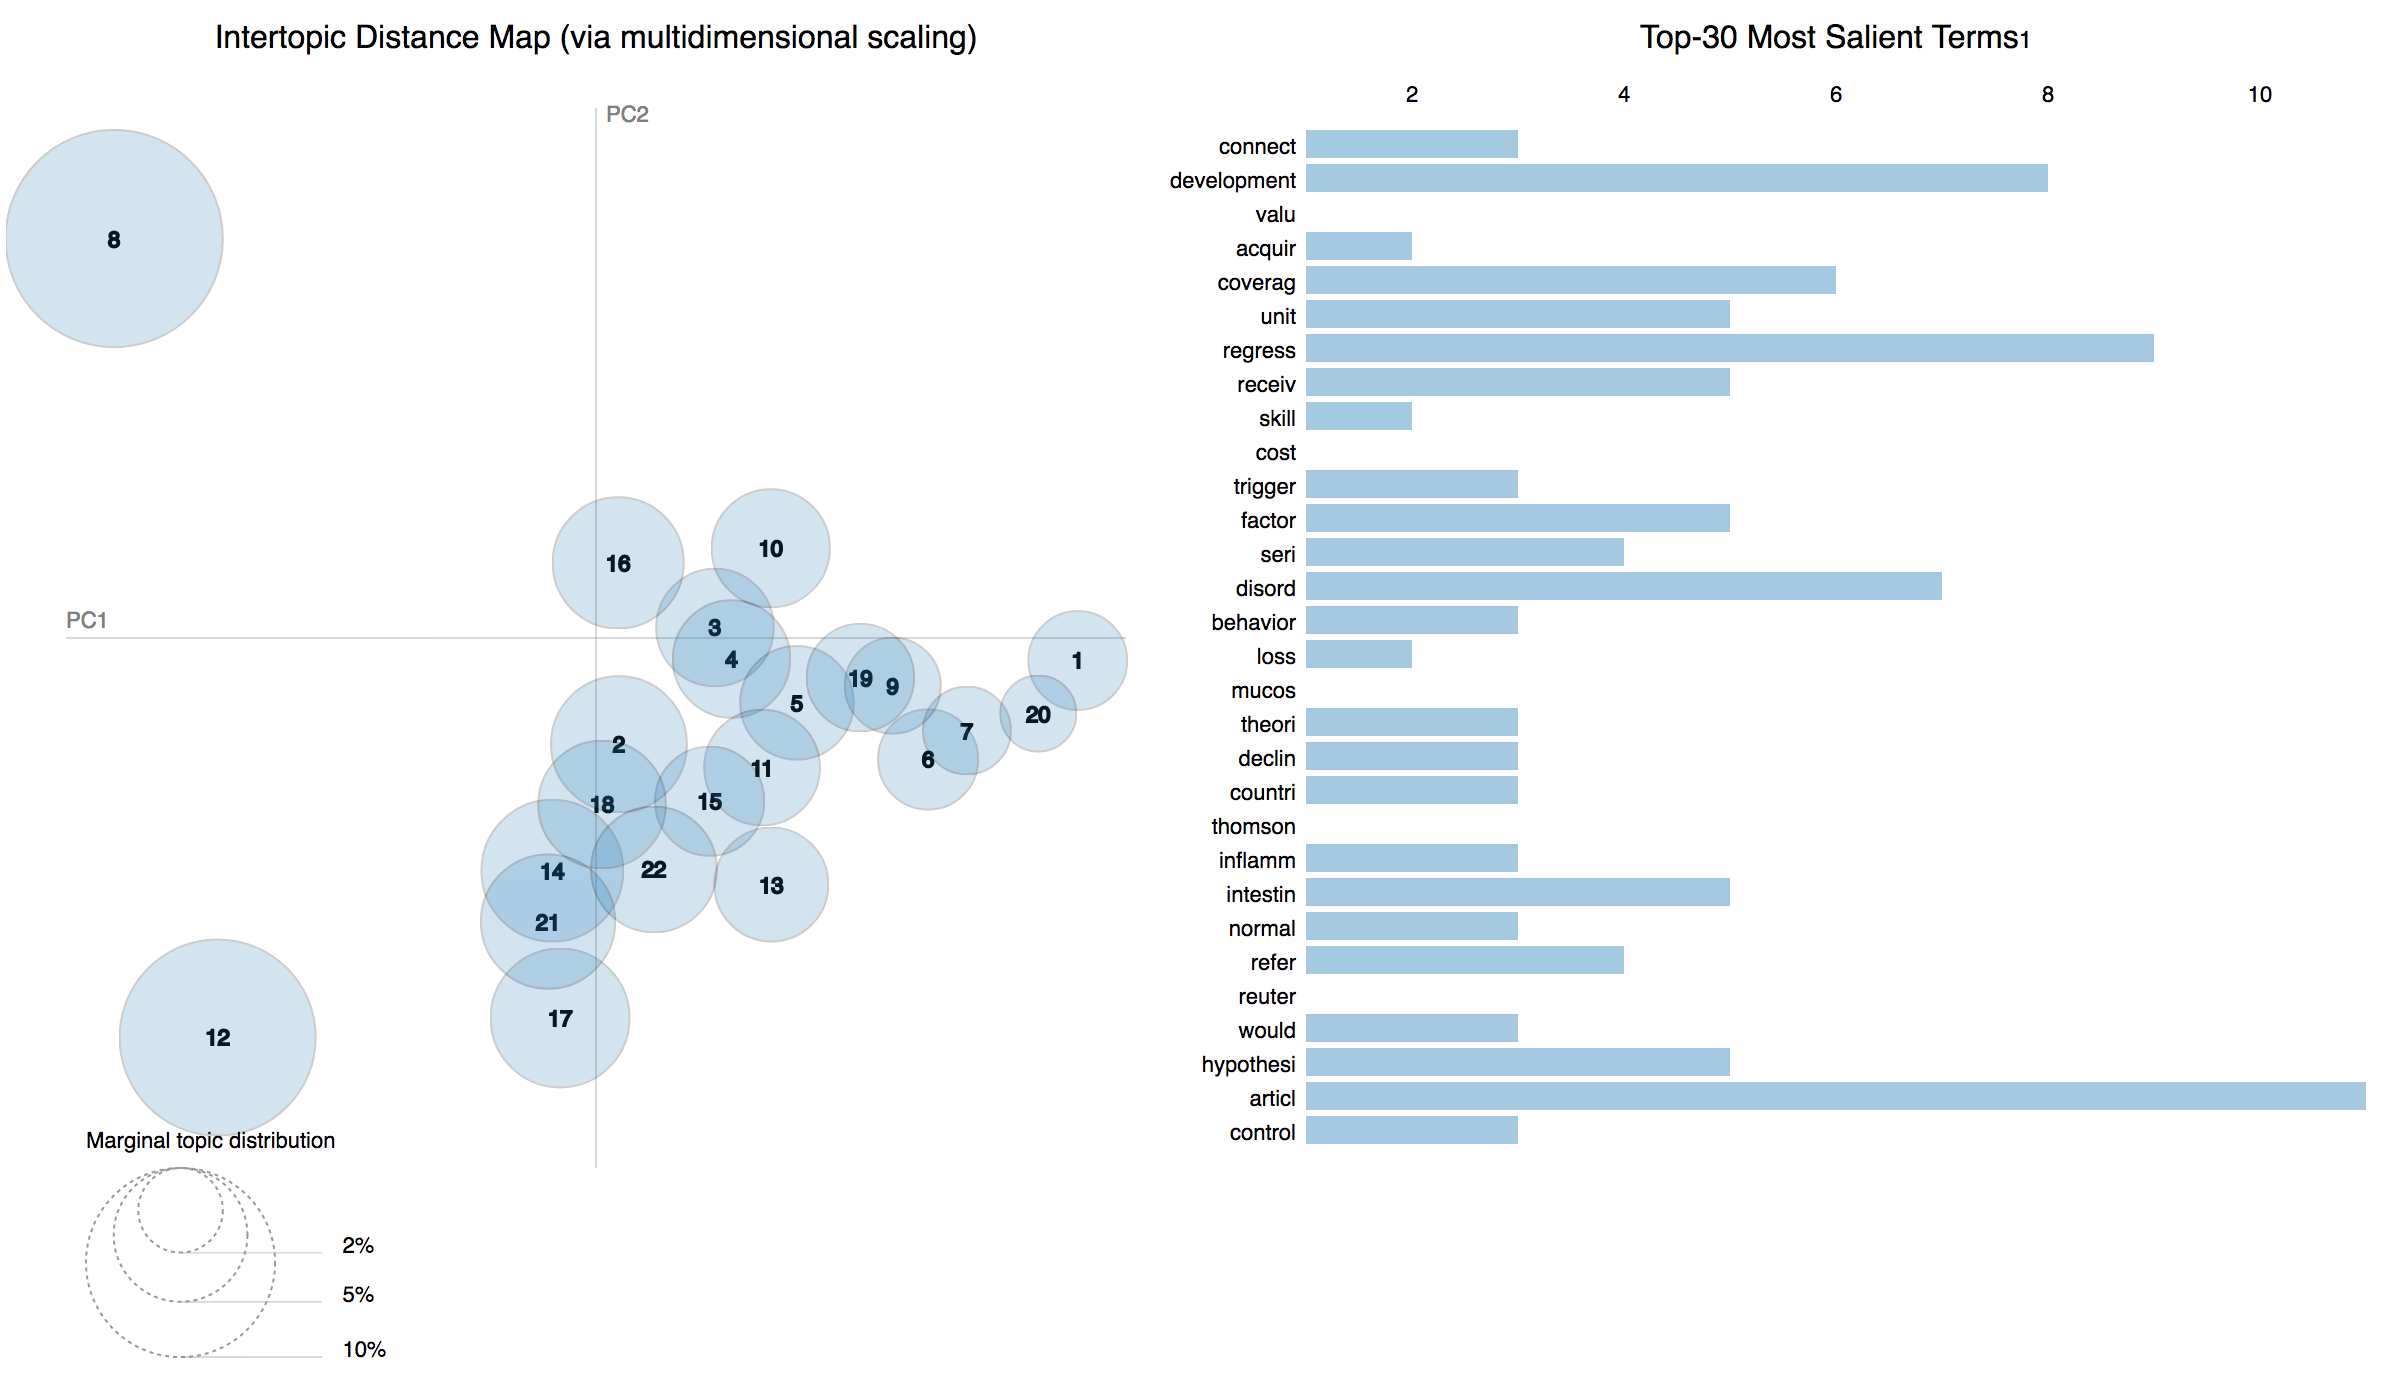 Intertopic Distance Map (via multidimensional scaling)
PC2
PC1
8
16
10
3
4
1
19
9
5
20
7
2
6
11
18
15
14
22
13
21
17
12
Marginal topic distribution
2%
5%
10%
Top-30 Most Salient Terms1
2 4 6 8 10
connect
development
valu
acquir
coverag
unit
regress
receiv
skill
cost
trigger
factor
seri
disord
behavior
loss
mucos
theori
declin
countri
thomson
inflamm
intestin
normal
refer
reuter
would
hypothesi
articl
control